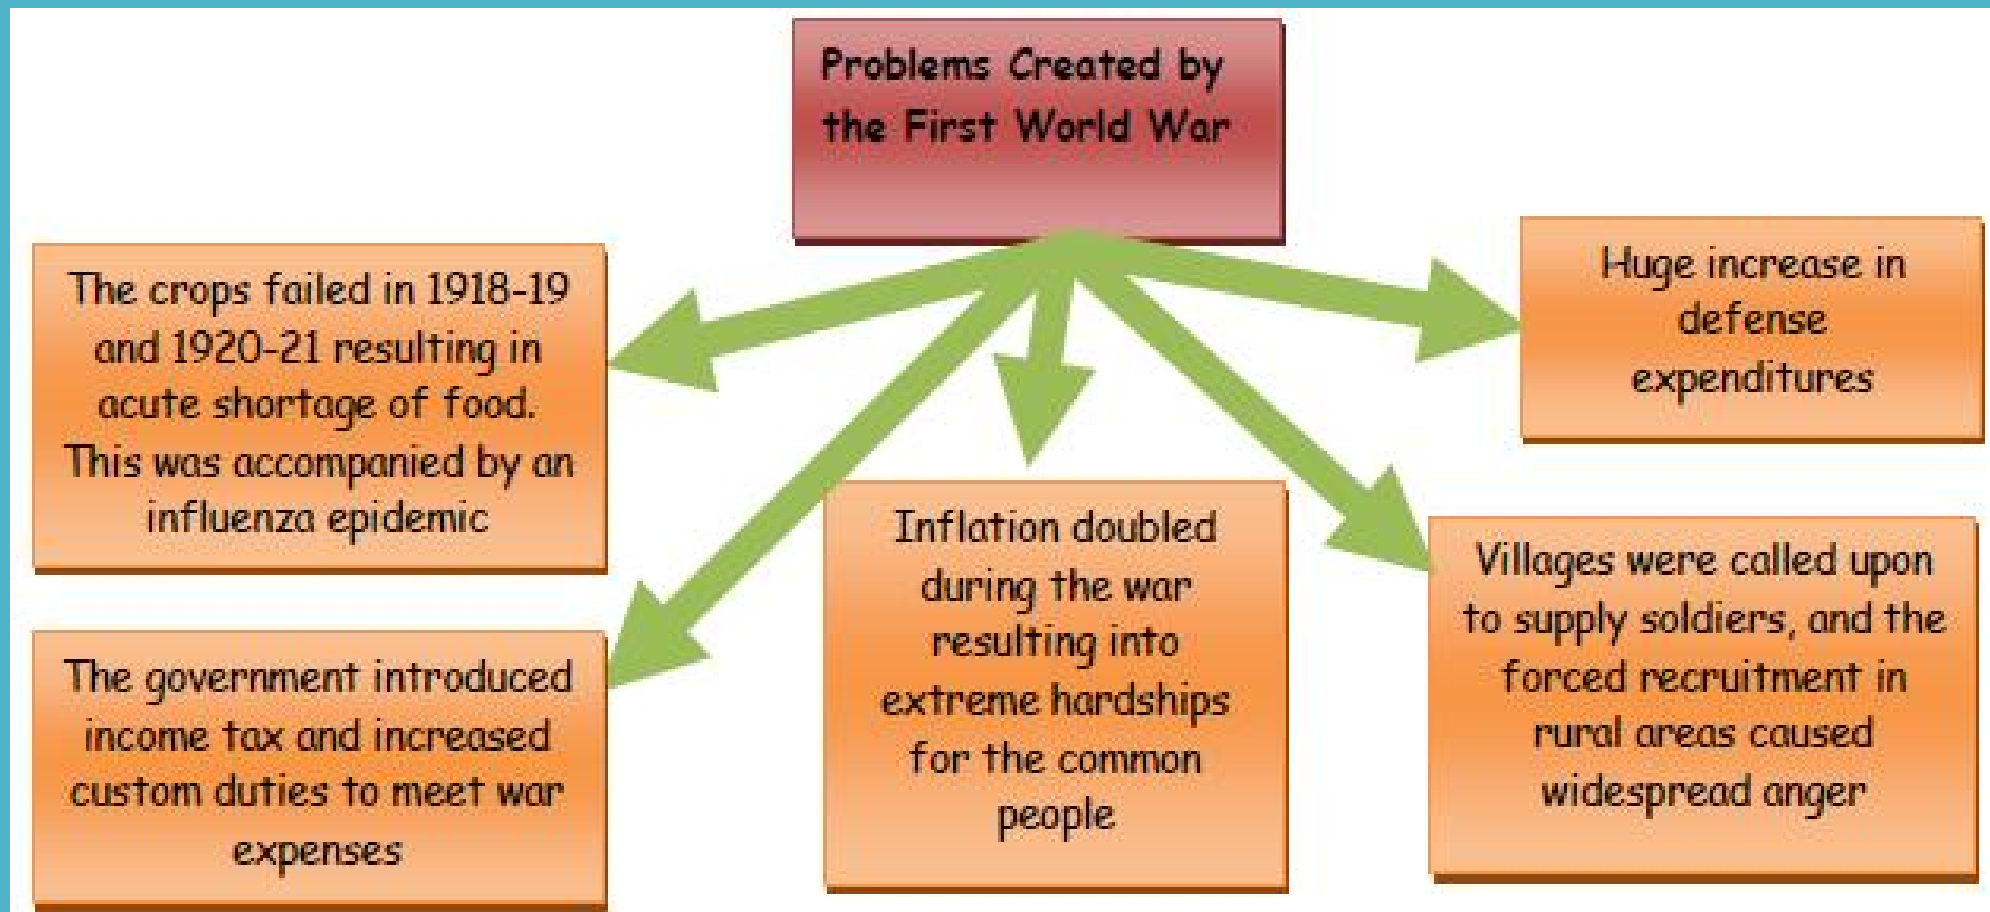 Problems Created by
the First World War
The crops failed in 1918-19
and 1920-21 resulting in
acute shortage of food.
This was accompanied by an
influenza epidemic
The government introduced
income tax and increased
custom duties to meet war
expenses
Inflation doubled
during the war
resulting into
extreme hardships
for the common
people
Villages were called upon
to supply soldiers, and the
forced recruitment in
rural areas caused
widespread anger
Huge increase in
defense
expenditures